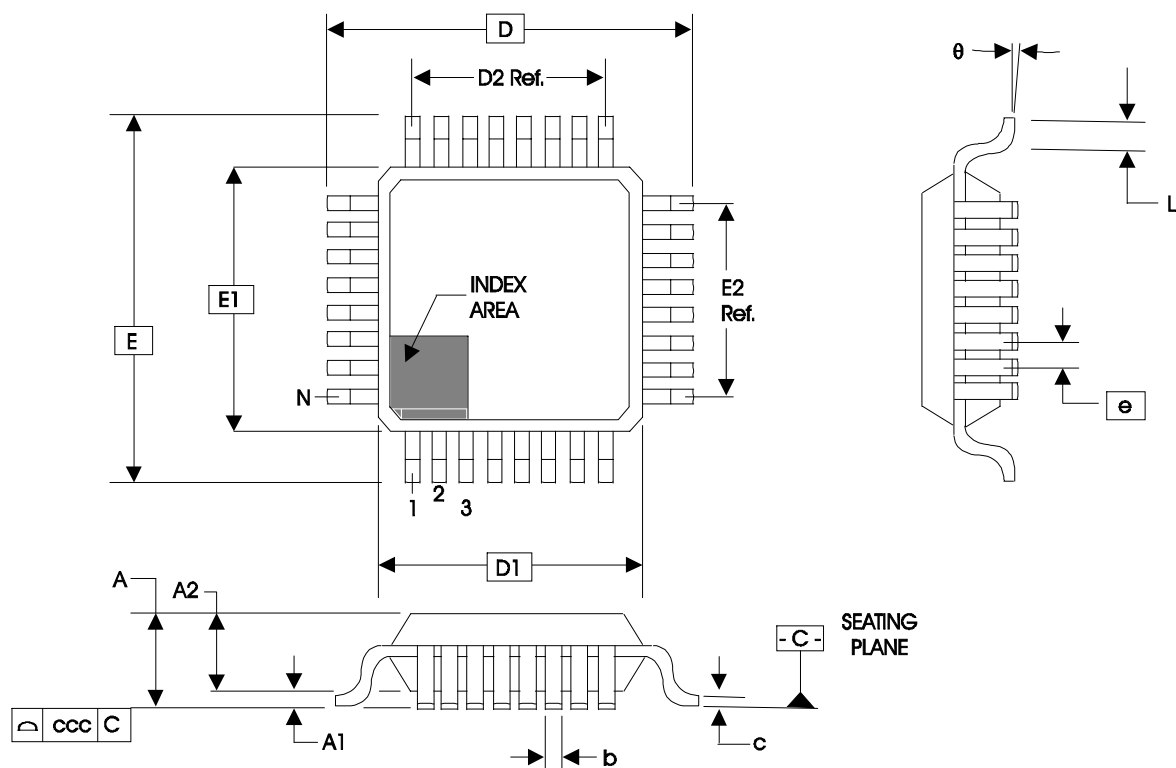 D
θ
D2 Ref.
L
E1
INDEX
AREA
E2
Ref.
E
N
e
1
2
3
D1
A
A2
- C -
SEATING
PLANE
⌓ ccc C
A1
b
c